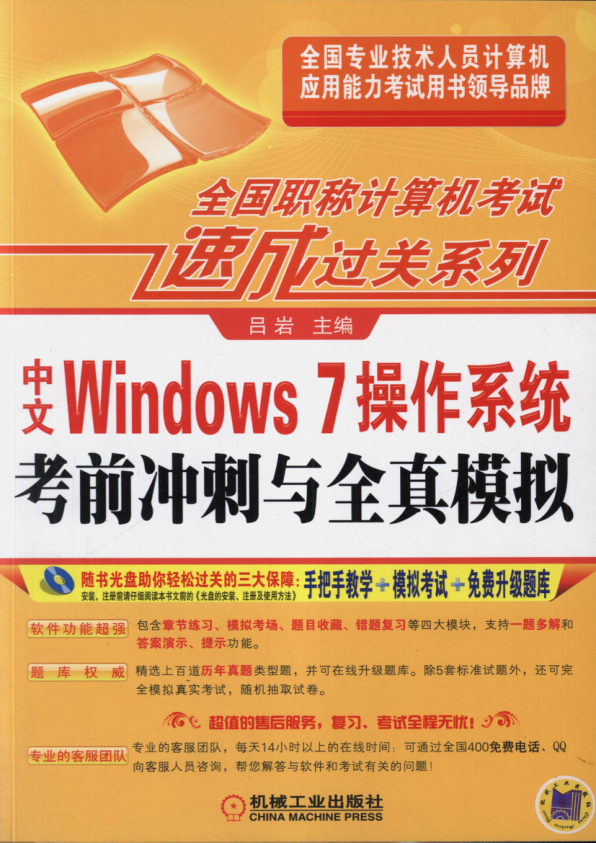 全国专业技术人员计算机
应用能力考试用书领导品牌
全国职称计算机考试
速成过关系列
吕岩 主编
中文Windows 7操作系统
考前冲刺与全真模拟
随书光盘助你轻松过关的三大保障：手把手教学+模拟考试+免费升级题库
安装、注册前请仔细阅读本书文前的《光盘的安装、注册及使用方法》
软件功能超强 包含章节练习、模拟考场、题目收藏、错题复习等四大模块，支持一题多解和
答案演示、提示功能。
题库权威 精选上百道历年真题类型题，并可在线升级题库。除5套标准试题外，还可完
全模拟真实考试，随机抽取试卷。
超值的售后服务，复习、考试全程无忧！
专业的客服团队 专业的客服团队，每天14小时以上的在线时间；可通过全国400免费电话、QQ
向客服人员咨询，帮您解答与软件和考试有关的问题！
机械工业出版社
CHINA MACHINE PRESS